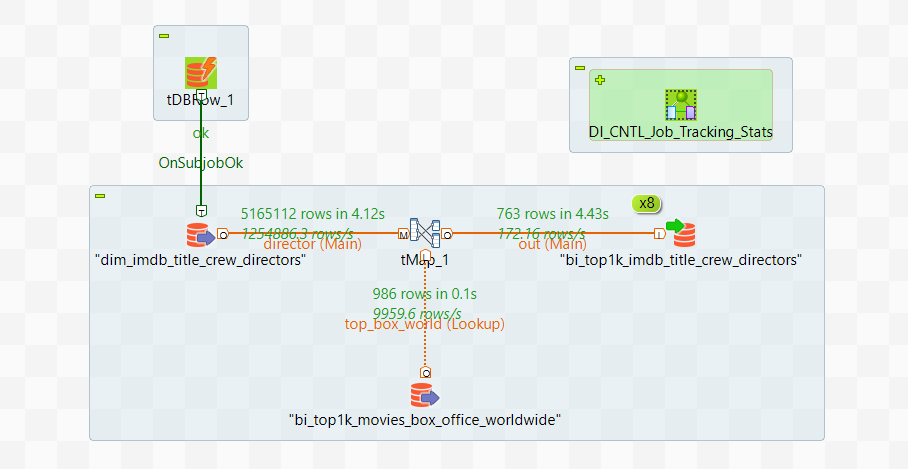 tDBRow_1
ok
OnSubjobOk
DI_CNTL_Job_Tracking_Stats
x8
5165112 rows in 4.12s
1254886.3 rows/s
director (Main)
763 rows in 4.43s
172.16 rows/s
out (Main)
"dim_imdb_title_crew_directors"
tMap_1
"bi_top1k_imdb_title_crew_directors"
986 rows in 0.1s
9959.6 rows/s
top_box_world (Lookup)
"bi_top1k_movies_box_office_worldwide"